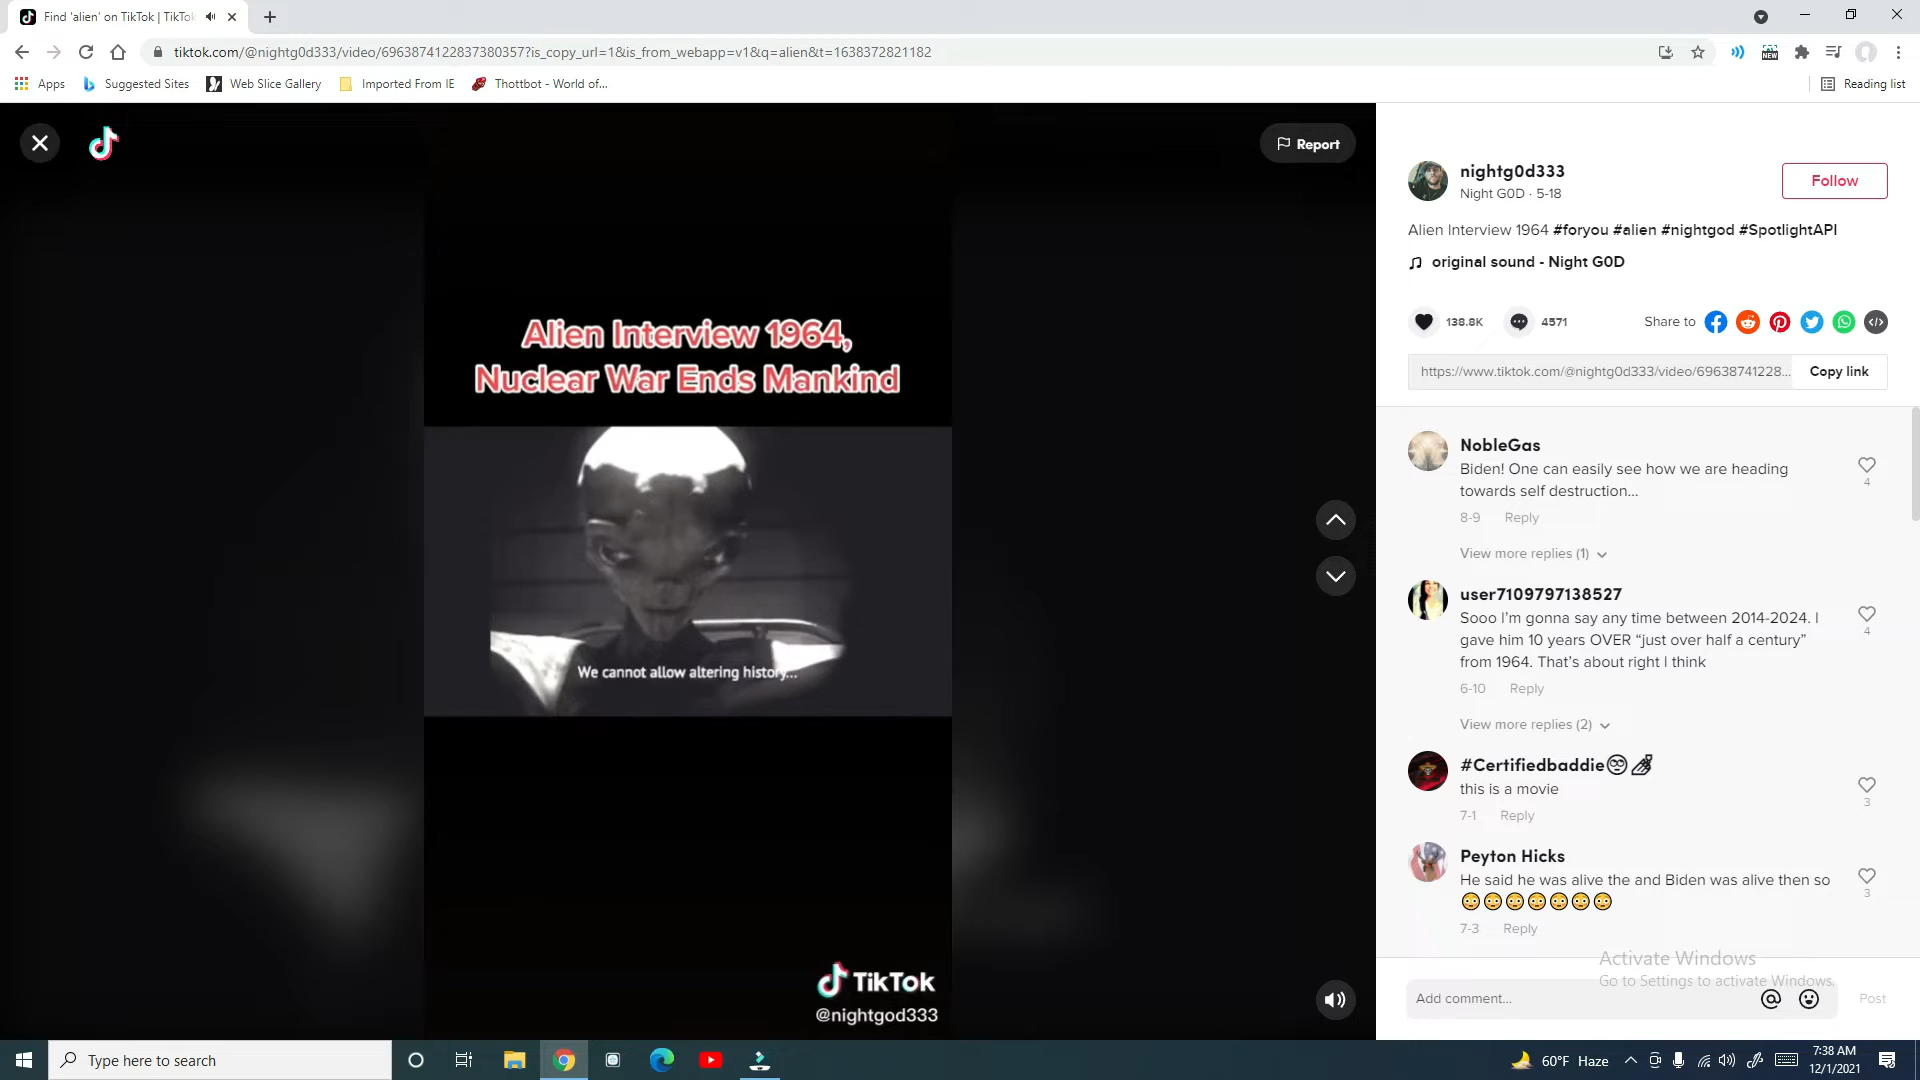 Find 'alien' on TikTok | TikTok
tiktok.com/@nightg0d333/video/6963874122837380357?is_copy_url=1&is_from_webapp=v1&q=alien&t=1638372821182
NEW
Apps
Suggested Sites
Web Slice Gallery
Imported From IE
Thottbot - World of...
Reading list
Report
Alien Interview 1964,
Nuclear War Ends Mankind
We cannot allow altering history...
TikTok
@nightgod333
nightg0d333
Night G0D · 5-18
Follow
Alien Interview 1964 #foryou #alien #nightgod #SpotlightAPI
original sound - Night G0D
138.8K
4571
Share to
https://www.tiktok.com/@nightg0d333/video/69638741228...
Copy link
NobleGas
Biden! One can easily see how we are heading
towards self destruction...
4
8-9 Reply
View more replies (1)
user7109797138527
Sooo I'm gonna say any time between 2014-2024. I
gave him 10 years OVER “just over half a century”
from 1964. That's about right I think
4
6-10 Reply
View more replies (2)
#Certifiedbaddie😔💅
this is a movie
3
7-1 Reply
Peyton Hicks
He said he was alive the and Biden was alive then so
😳😳😳😳😳😳😳
3
7-3 Reply
Activate Windows
Go to Settings to activate Windows.
Add comment...
Post
Type here to search
60°F Haze
7:38 AM
12/1/2021